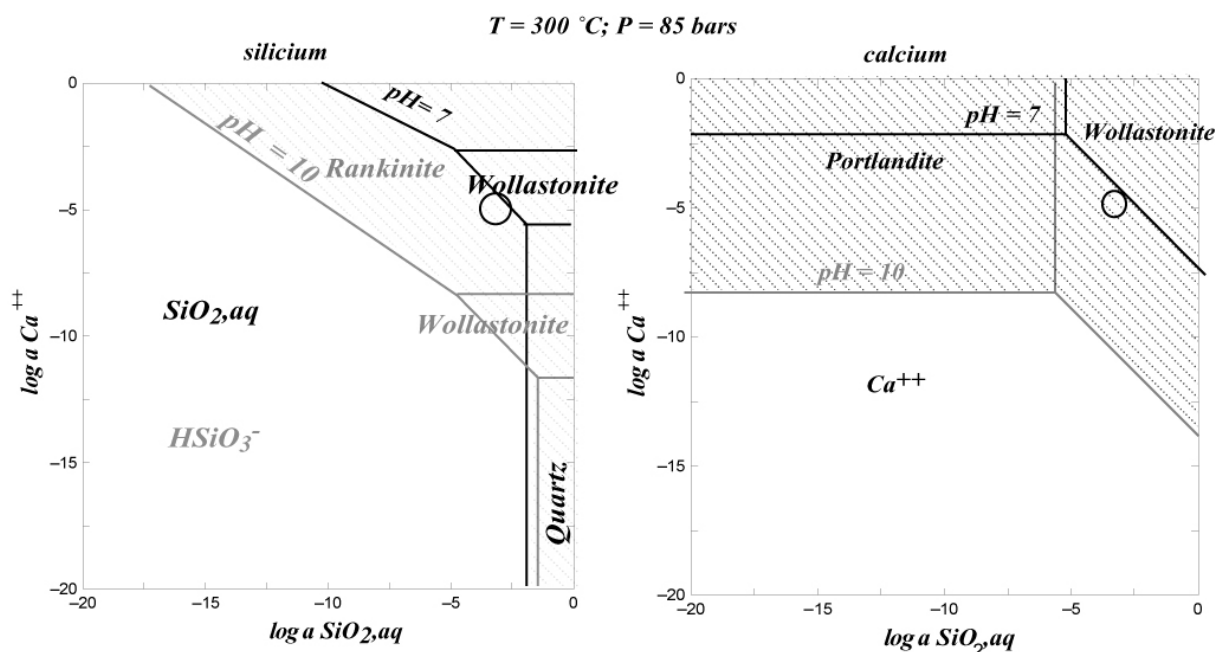 T = 300 °C; P = 85 bars
silicium
0
−5
−10
−15
−20
log a Ca++
pH= 7
pH = 10
Rankinite
Wollastonite
SiO2,aq
Wollastonite
HSiO3-
Quartz
−20
−15
−10
−5
0
log a SiO2,aq
calcium
0
−5
−10
−15
−20
log a Ca++
pH = 7
Wollastonite
Portlandite
pH = 10
Ca++
−20
−15
−10
−5
0
log a SiO2,aq